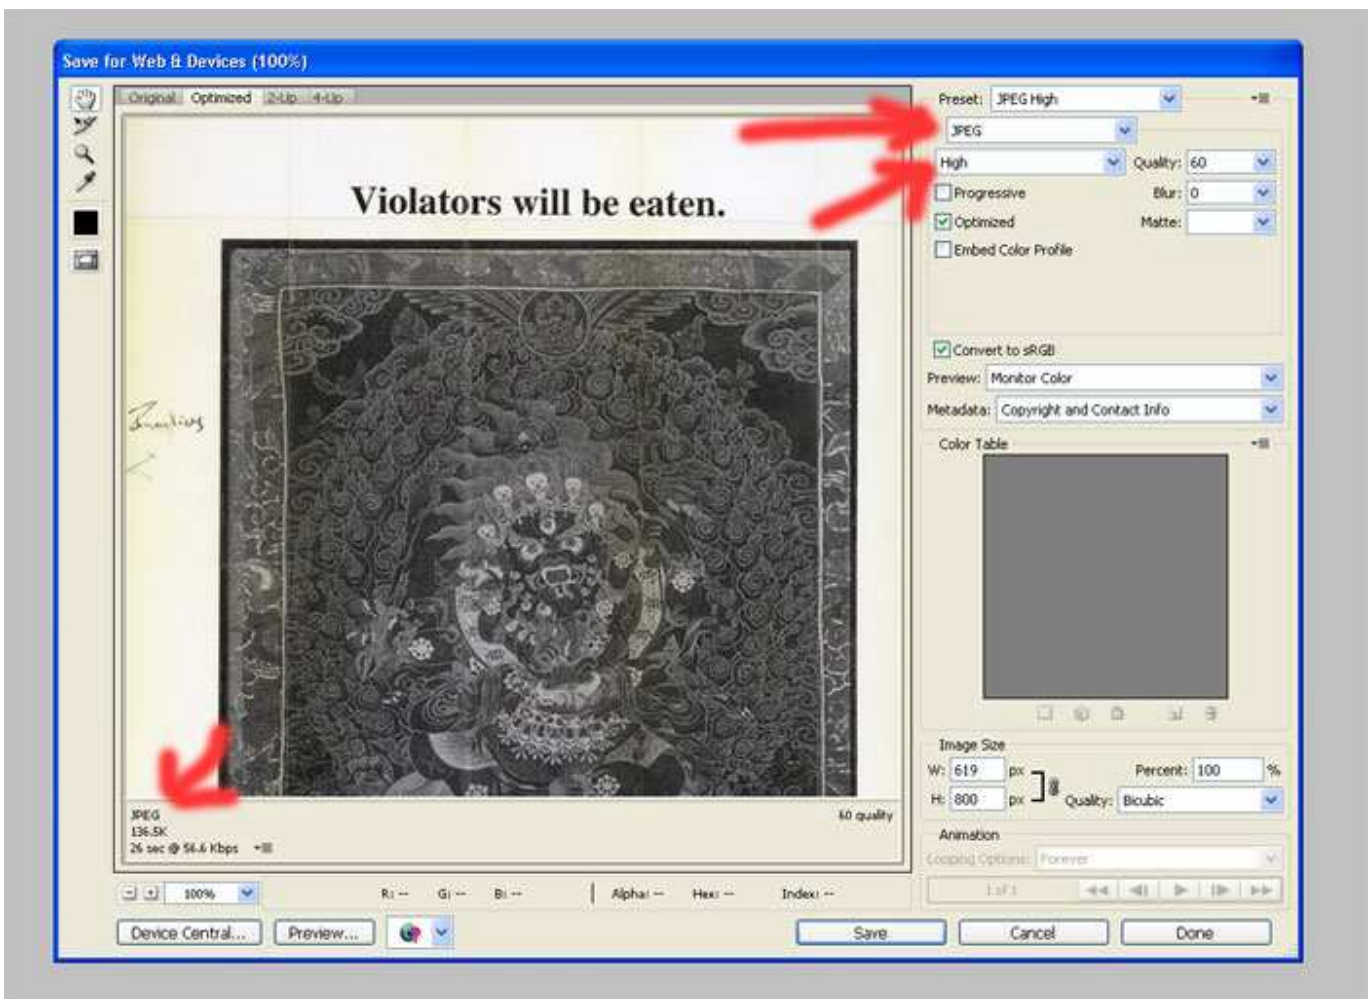 Save for Web & Devices (100%)
Original Optimized 2-Up 4-Up
Violators will be eaten.
JPEG
136.5K
26 sec @ 56.6 Kbps
60 quality
100%
R: -- G: -- B: -- Alpha: -- Hex: -- Index: --
Device Central... Preview...
Preset: JPEG High
JPEG
High Quality: 60
Progressive Blur: 0
Optimized Matte:
Embed Color Profile
Convert to sRGB
Preview: Monitor Color
Metadata: Copyright and Contact Info
Color Table
Image Size
W: 619 px Percent: 100 %
H: 800 px Quality: Bicubic
Animation
Looping Options: Forever
1 of 1
Save Cancel Done